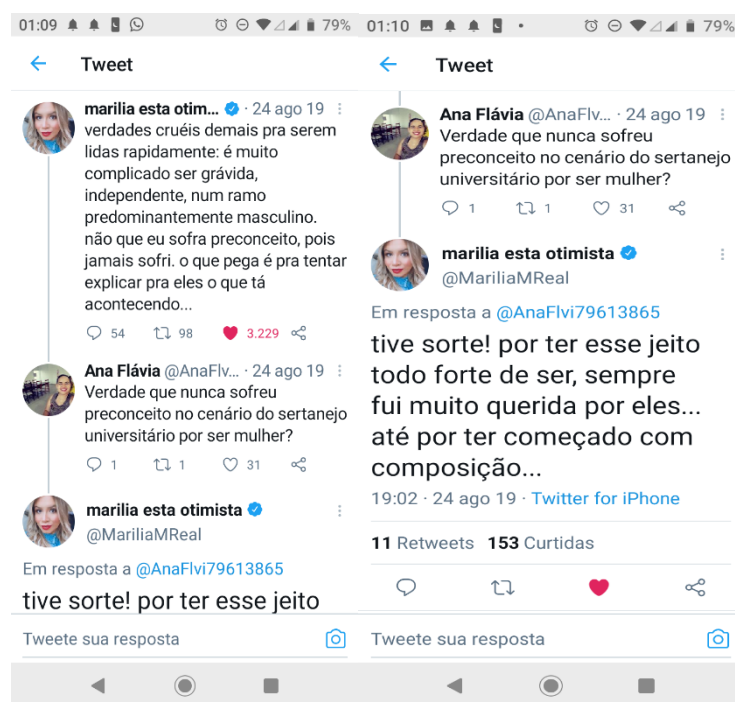 01:09 79%
Tweet
marilia esta otim... · 24 ago 19
verdades cruéis demais pra serem
lidas rapidamente: é muito
complicado ser grávida,
independente, num ramo
predominantemente masculino.
não que eu sofra preconceito, pois
jamais sofri. o que pega é pra tentar
explicar pra eles o que tá
acontecendo...
54 98 3.229
Ana Flávia @AnaFlv... · 24 ago 19
Verdade que nunca sofreu
preconceito no cenário do sertanejo
universitário por ser mulher?
1 1 31
marilia esta otimista
@MariliaMReal
Em resposta a @AnaFlvi79613865
tive sorte! por ter esse jeito
Tweete sua resposta
01:10 79%
Tweet
Ana Flávia @AnaFlv... · 24 ago 19
Verdade que nunca sofreu
preconceito no cenário do sertanejo
universitário por ser mulher?
1 1 31
marilia esta otimista
@MariliaMReal
Em resposta a @AnaFlvi79613865
tive sorte! por ter esse jeito
todo forte de ser, sempre
fui muito querida por eles...
até por ter começado com
composição...
19:02 · 24 ago 19 · Twitter for iPhone
11 Retweets 153 Curtidas
Tweete sua resposta